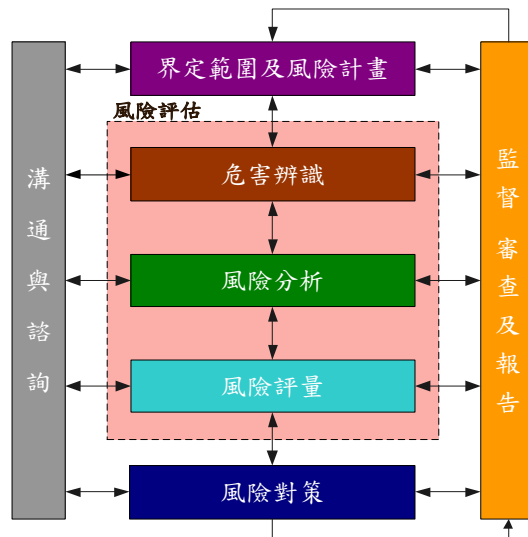 界定範圍及風險計畫
風險評估
危害辨識
風險分析
風險評量
風險對策
溝通與諮詢
監督 審查及報告